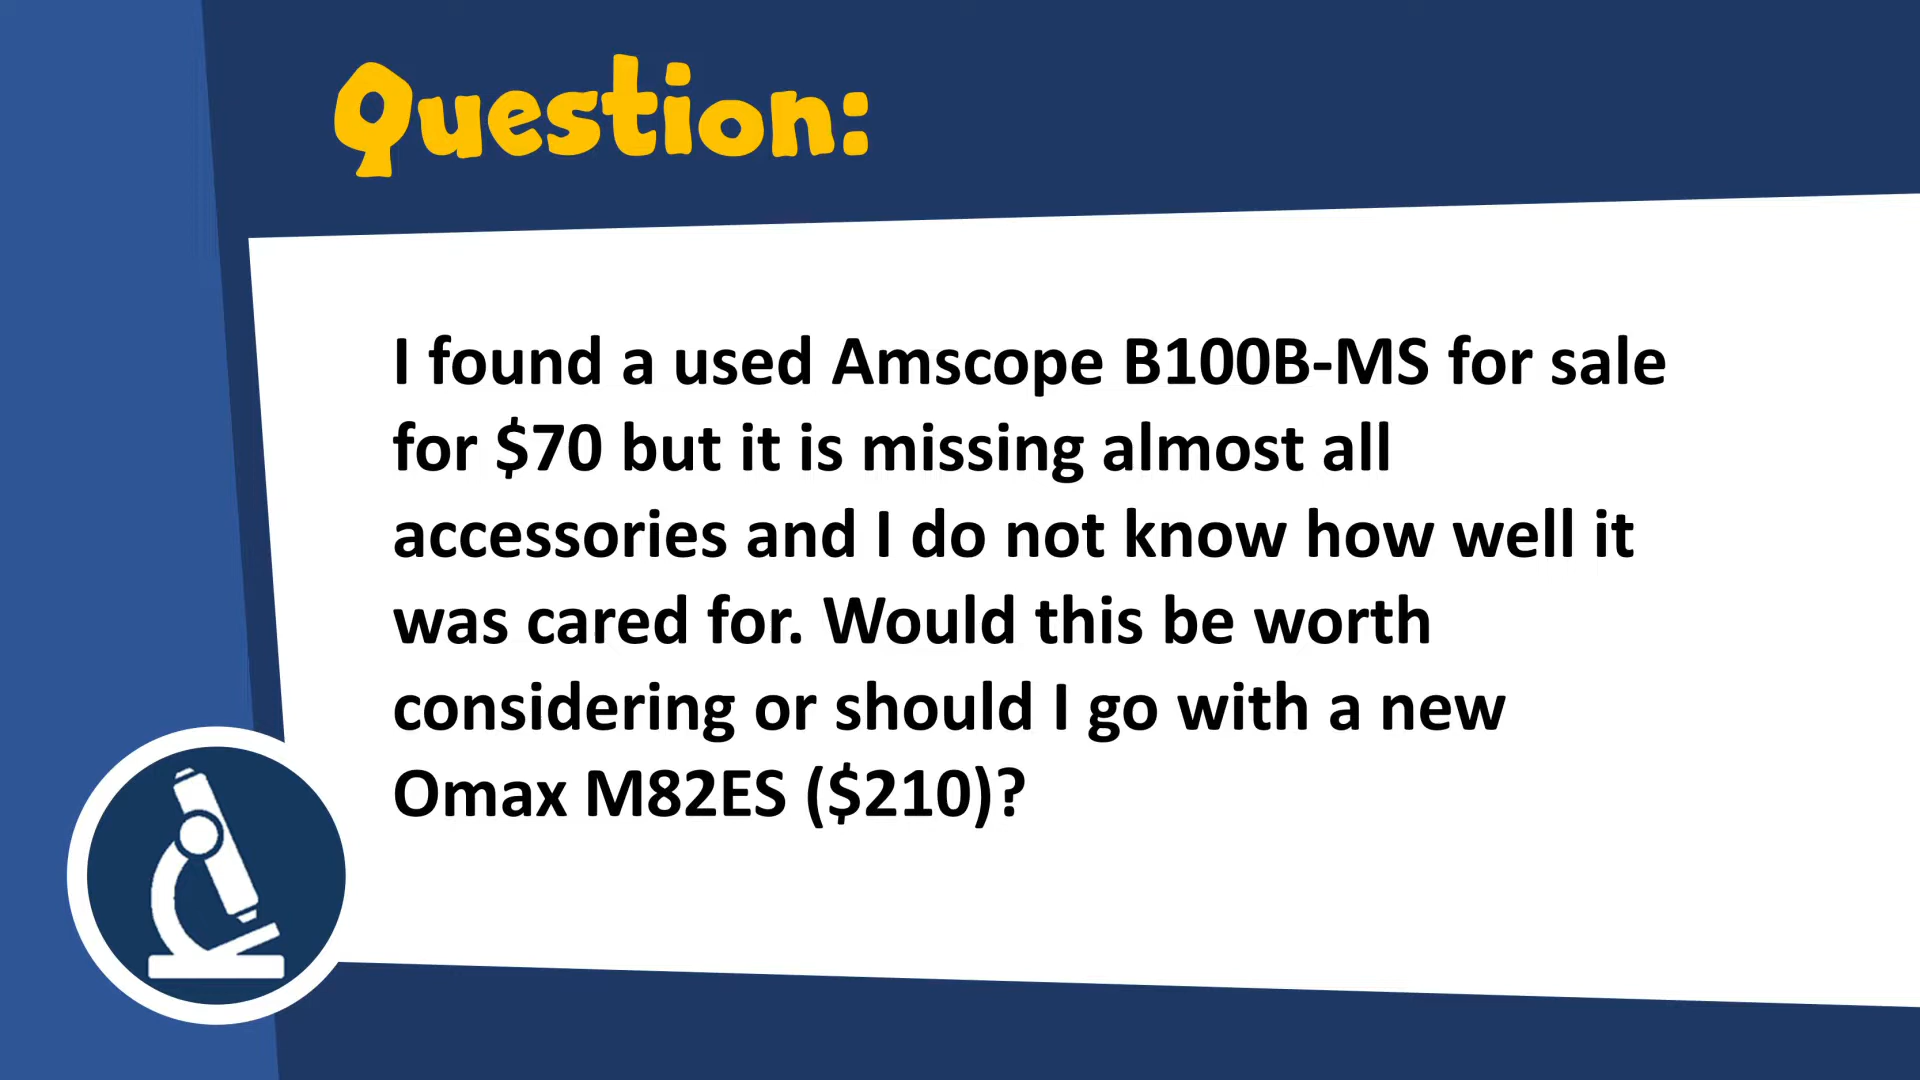 Question:
I found a used Amscope B100B-MS for sale
for $70 but it is missing almost all
accessories and I do not know how well it
was cared for. Would this be worth
considering or should I go with a new
Omax M82ES ($210)?